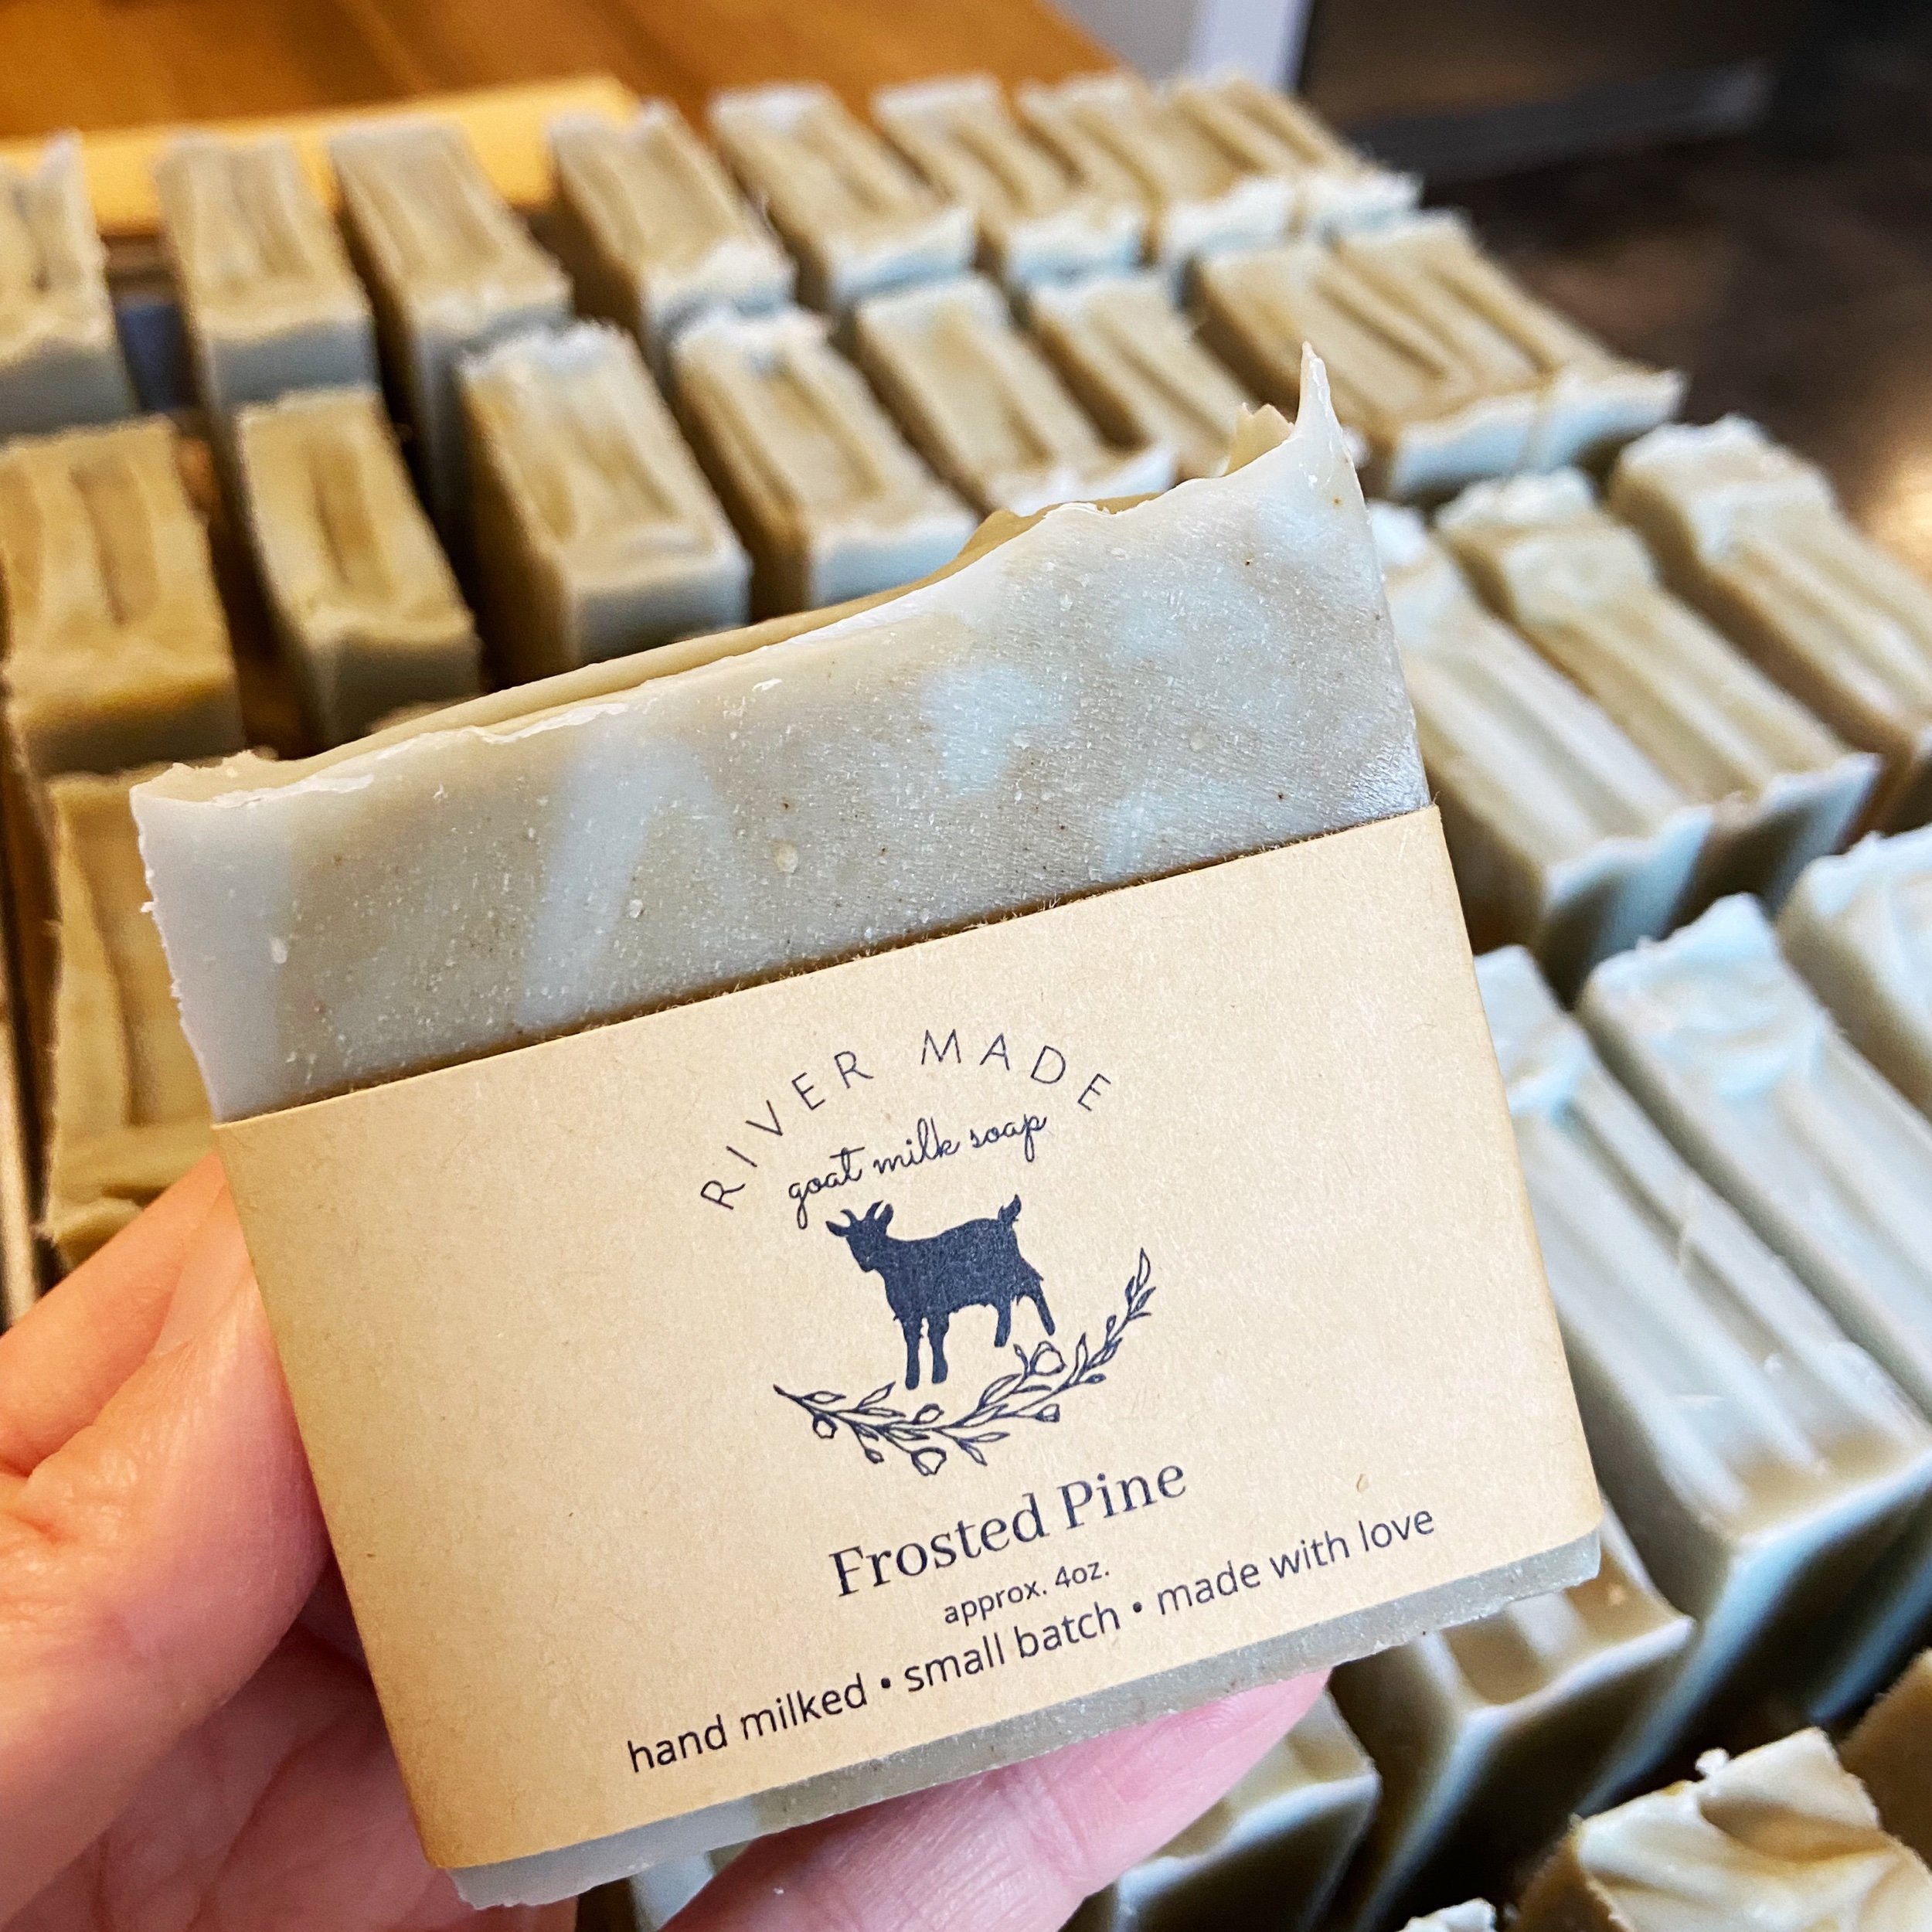 RIVER MADE
goat milk soap
Frosted Pine
approx. 4oz.
hand milked • small batch • made with love